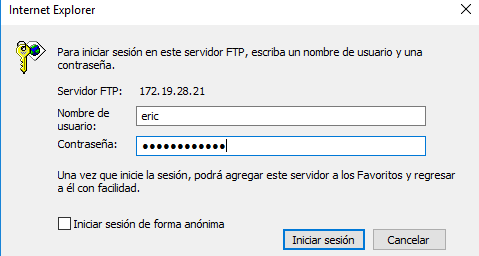 Internet Explorer
Para iniciar sesión en este servidor FTP, escriba un nombre de usuario y una
contraseña.
Servidor FTP: 172.19.28.21
Nombre de
usuario: eric
Contraseña: ●●●●●●●●●●●●
Una vez que inicie la sesión, podrá agregar este servidor a los Favoritos y regresar
a él con facilidad.
Iniciar sesión de forma anónima
Iniciar sesión Cancelar